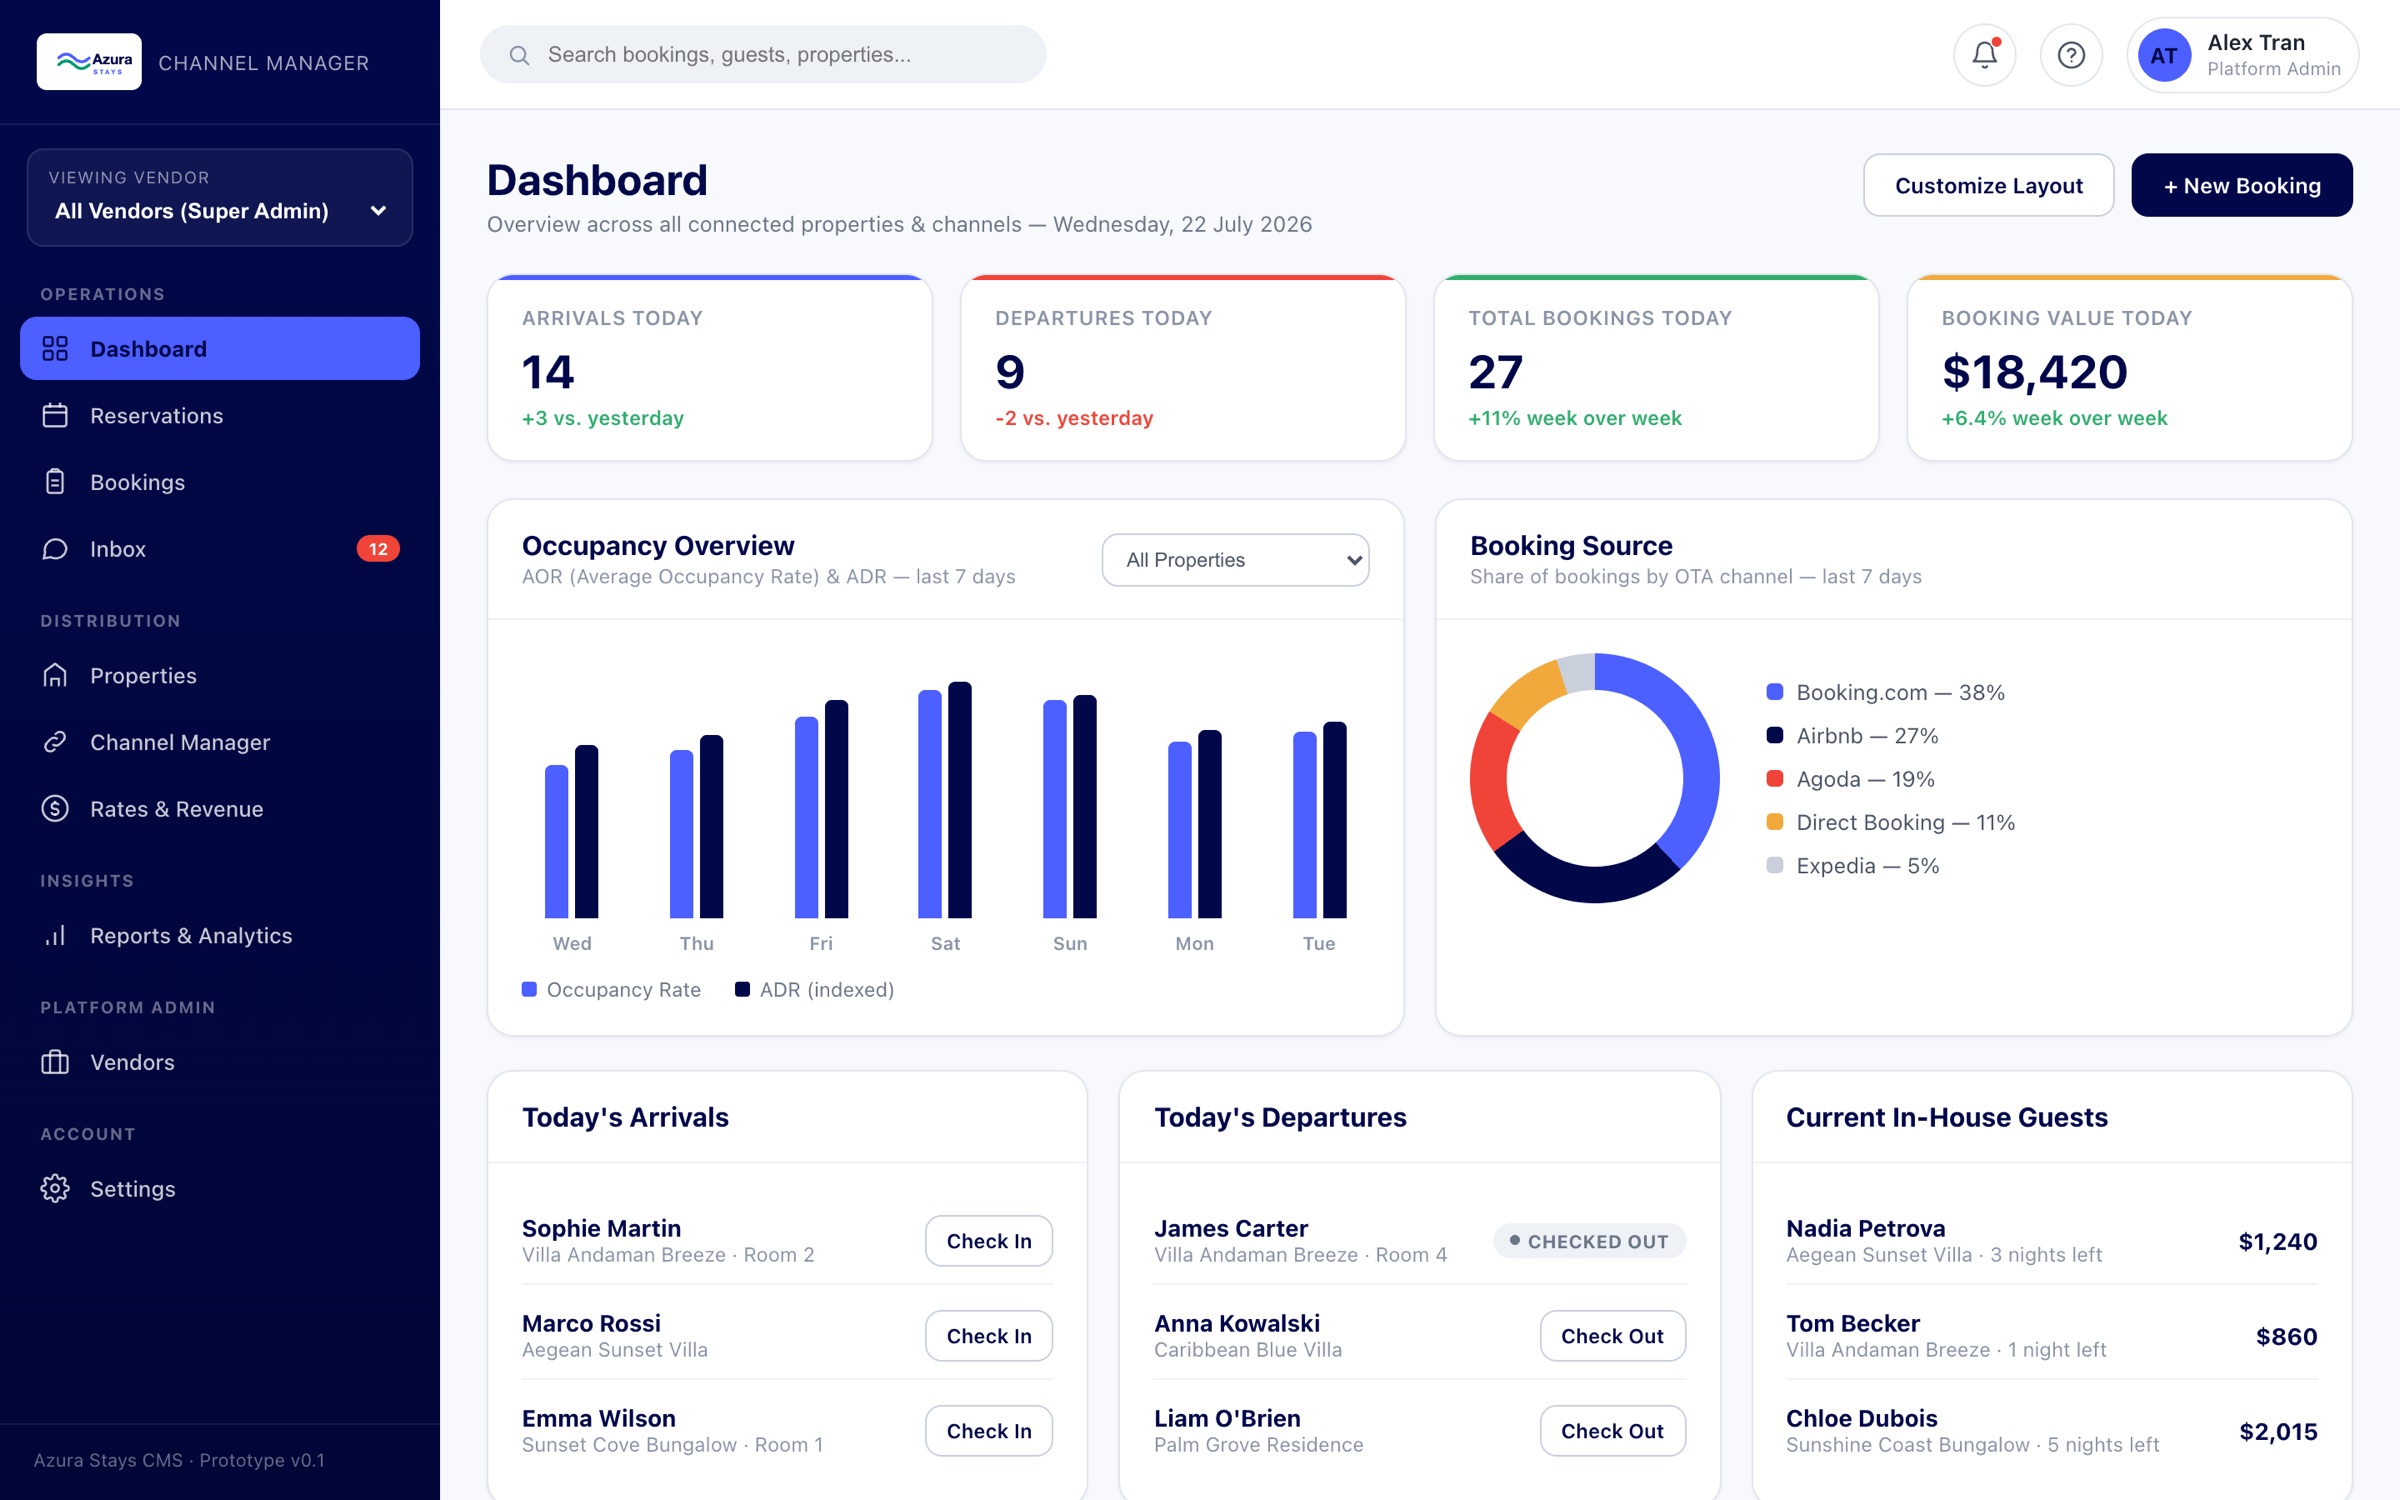 Azura
STAYS
CHANNEL MANAGER
VIEWING VENDOR
All Vendors (Super Admin)
OPERATIONS
Dashboard
Reservations
Bookings
Inbox
12
DISTRIBUTION
Properties
Channel Manager
Rates & Revenue
INSIGHTS
Reports & Analytics
PLATFORM ADMIN
Vendors
ACCOUNT
Settings
Azura Stays CMS · Prototype v0.1
Search bookings, guests, properties...
AT
Alex Tran
Platform Admin
Dashboard
Overview across all connected properties & channels — Wednesday, 22 July 2026
Customize Layout
+ New Booking
ARRIVALS TODAY
14
+3 vs. yesterday
DEPARTURES TODAY
9
-2 vs. yesterday
TOTAL BOOKINGS TODAY
27
+11% week over week
BOOKING VALUE TODAY
$18,420
+6.4% week over week
Occupancy Overview
AOR (Average Occupancy Rate) & ADR — last 7 days
All Properties
Wed
Thu
Fri
Sat
Sun
Mon
Tue
Occupancy Rate
ADR (indexed)
Booking Source
Share of bookings by OTA channel — last 7 days
Booking.com — 38%
Airbnb — 27%
Agoda — 19%
Direct Booking — 11%
Expedia — 5%
Today's Arrivals
Sophie Martin
Villa Andaman Breeze · Room 2
Check In
Marco Rossi
Aegean Sunset Villa
Check In
Emma Wilson
Sunset Cove Bungalow · Room 1
Check In
Today's Departures
James Carter
Villa Andaman Breeze · Room 4
CHECKED OUT
Anna Kowalski
Caribbean Blue Villa
Check Out
Liam O'Brien
Palm Grove Residence
Check Out
Current In-House Guests
Nadia Petrova
Aegean Sunset Villa · 3 nights left
$1,240
Tom Becker
Villa Andaman Breeze · 1 night left
$860
Chloe Dubois
Sunshine Coast Bungalow · 5 nights left
$2,015